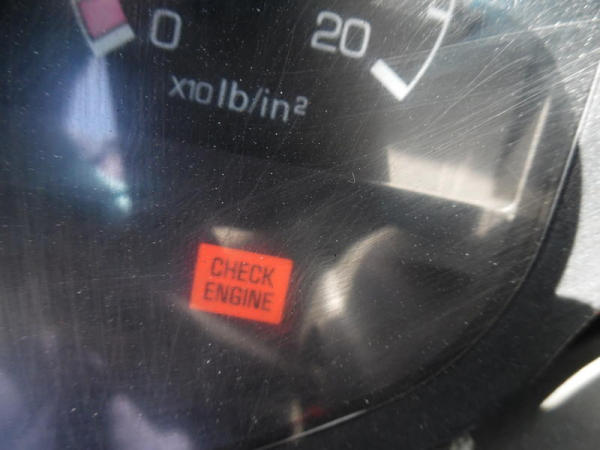 0 20
x10 lb/in²
CHECK
ENGINE